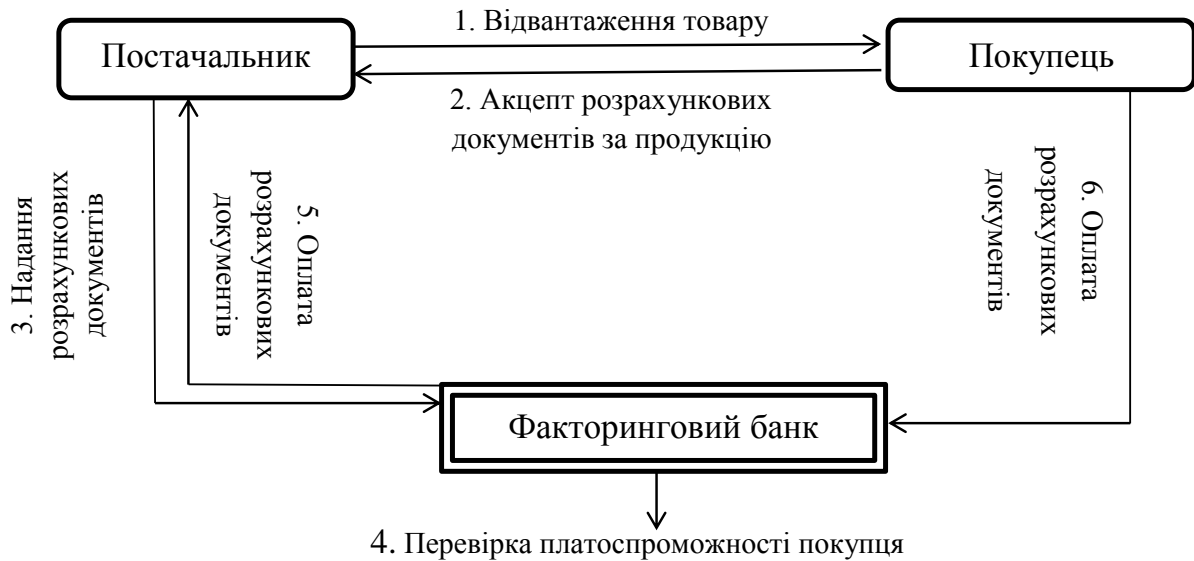 1. Відвантаження товару
Постачальник
Покупець
2. Акцепт розрахункових
документів за продукцію
3. Надання
розрахункових
документів
5. Оплата
розрахункових
документів
6. Оплата
розрахункових
документів
Факторинговий банк
4. Перевірка платоспроможності покупця